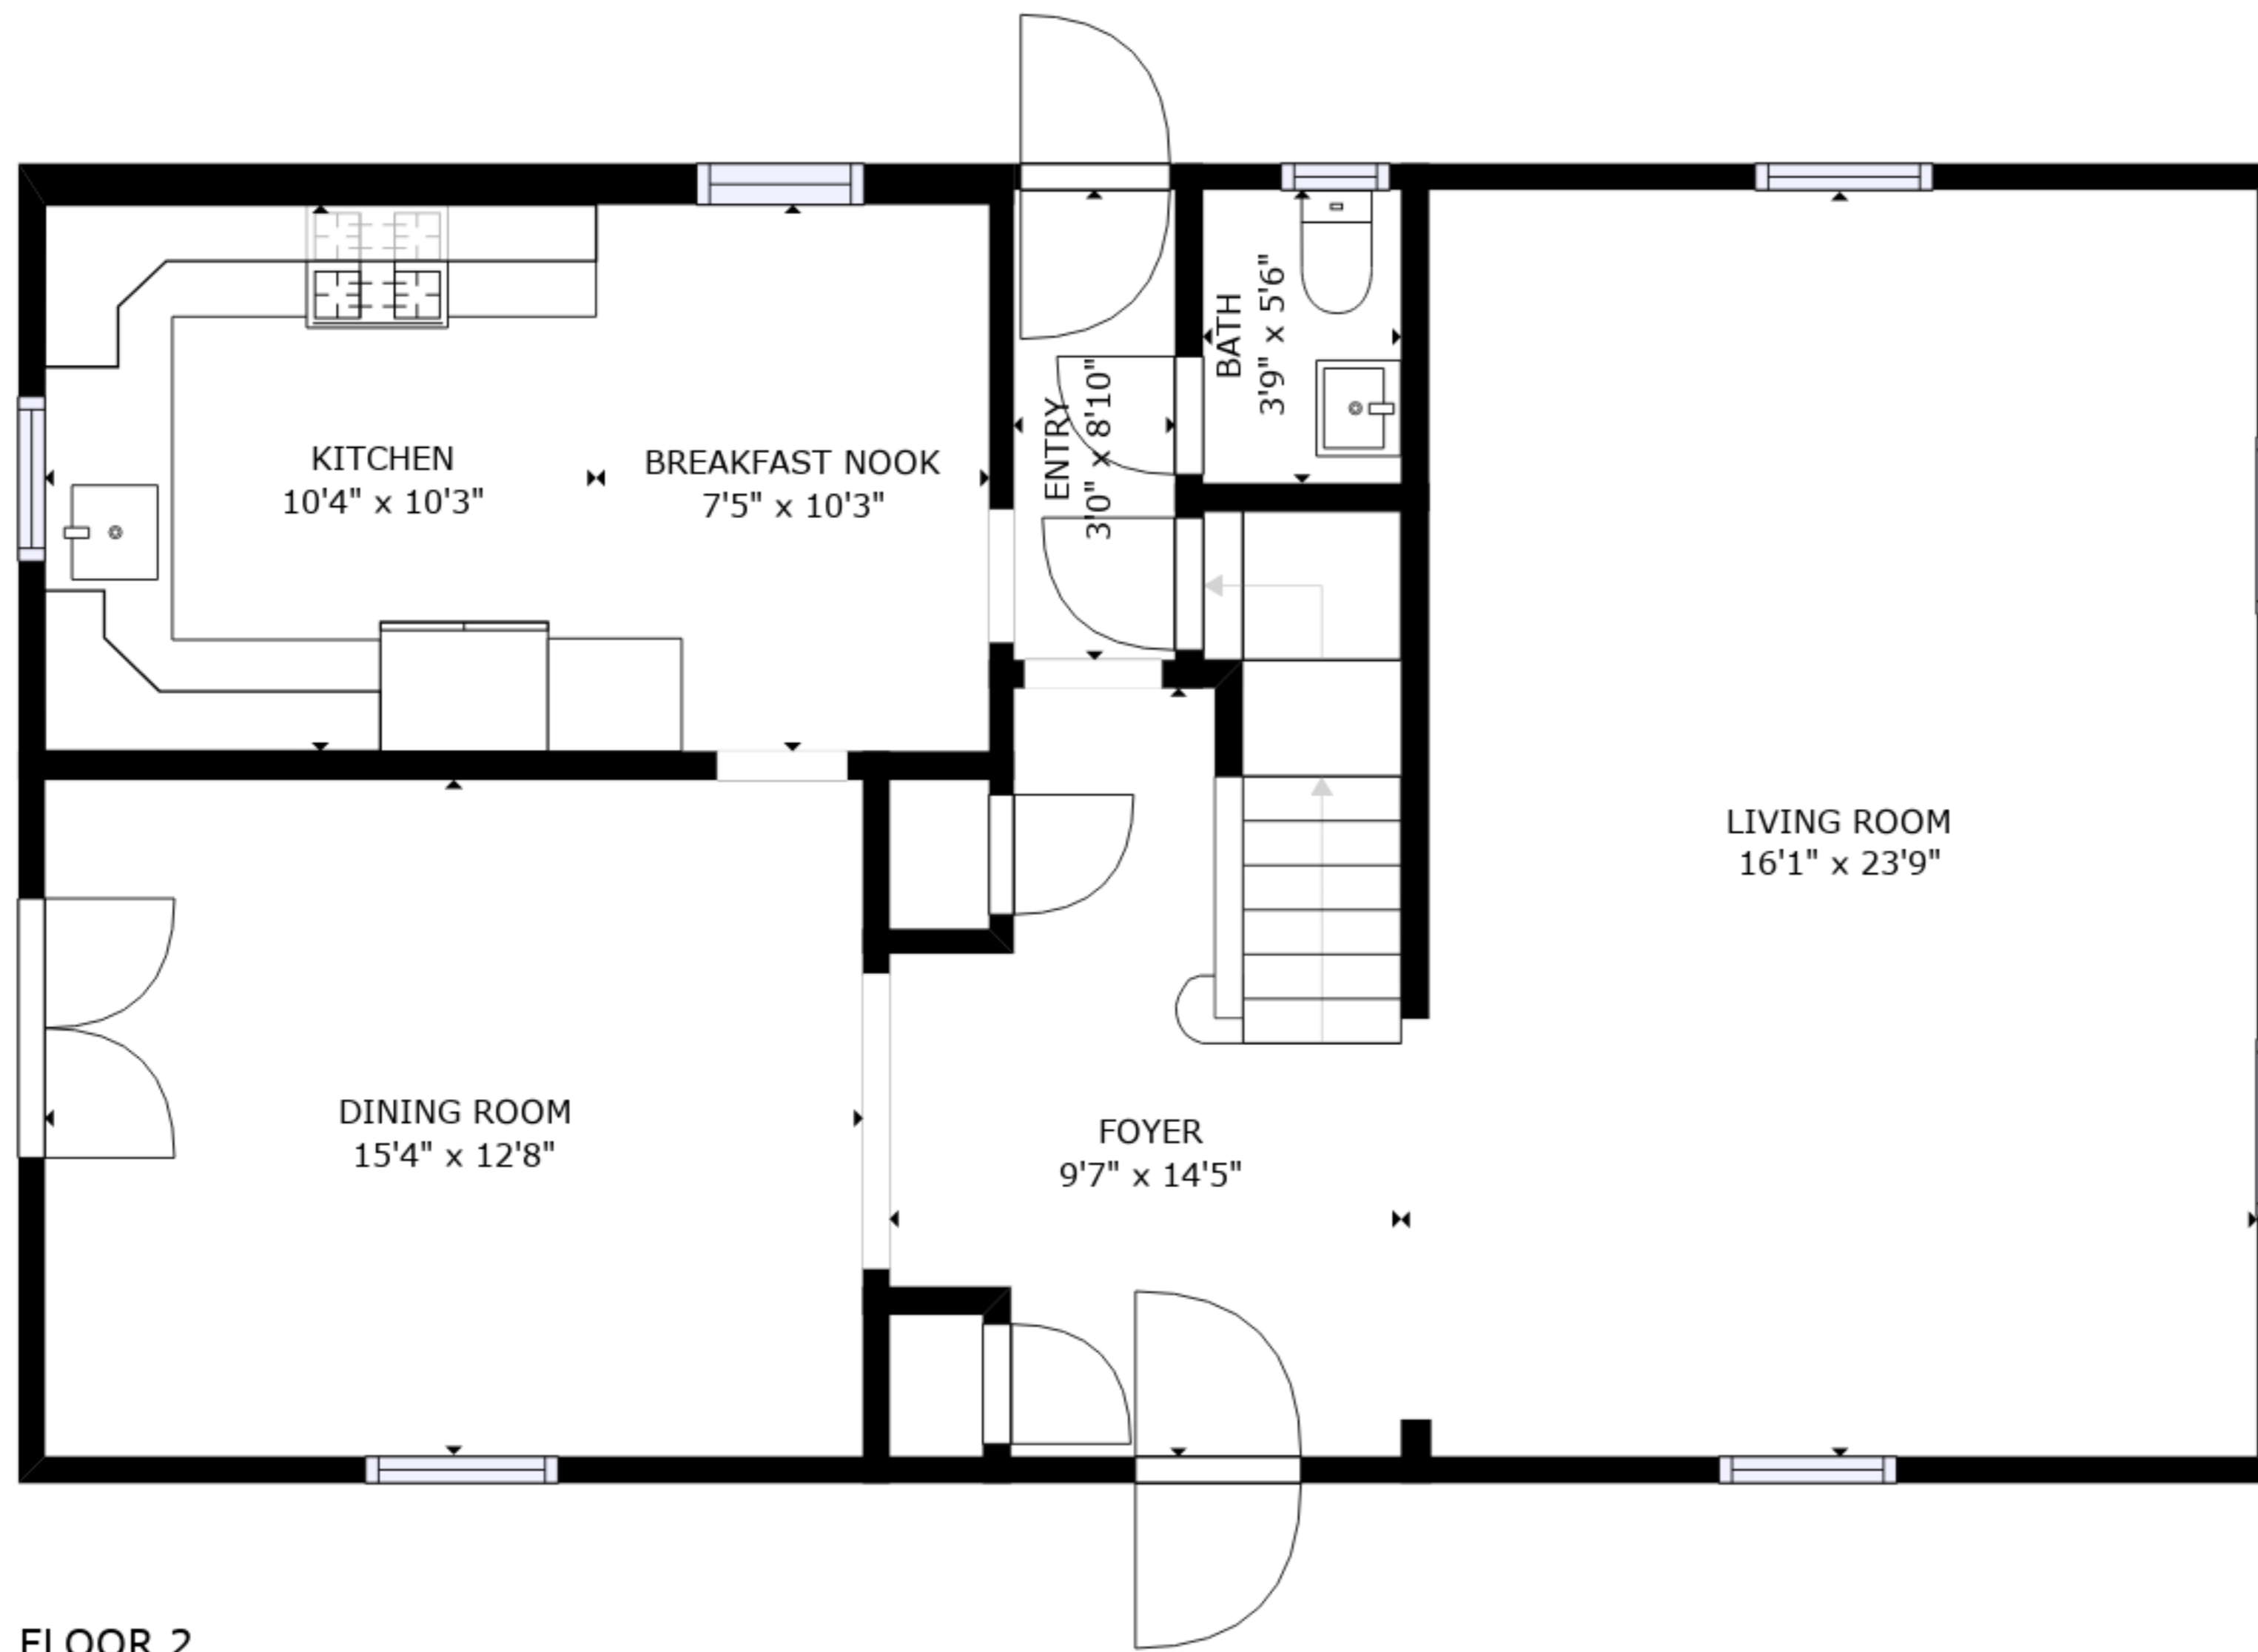 KITCHEN
10'4" x 10'3"
BREAKFAST NOOK
7'5" x 10'3"
ENTRY
3'0" x 8'10"
BATH
3'9" x 5'6"
LIVING ROOM
16'1" x 23'9"
DINING ROOM
15'4" x 12'8"
FOYER
9'7" x 14'5"
FLOOR 2